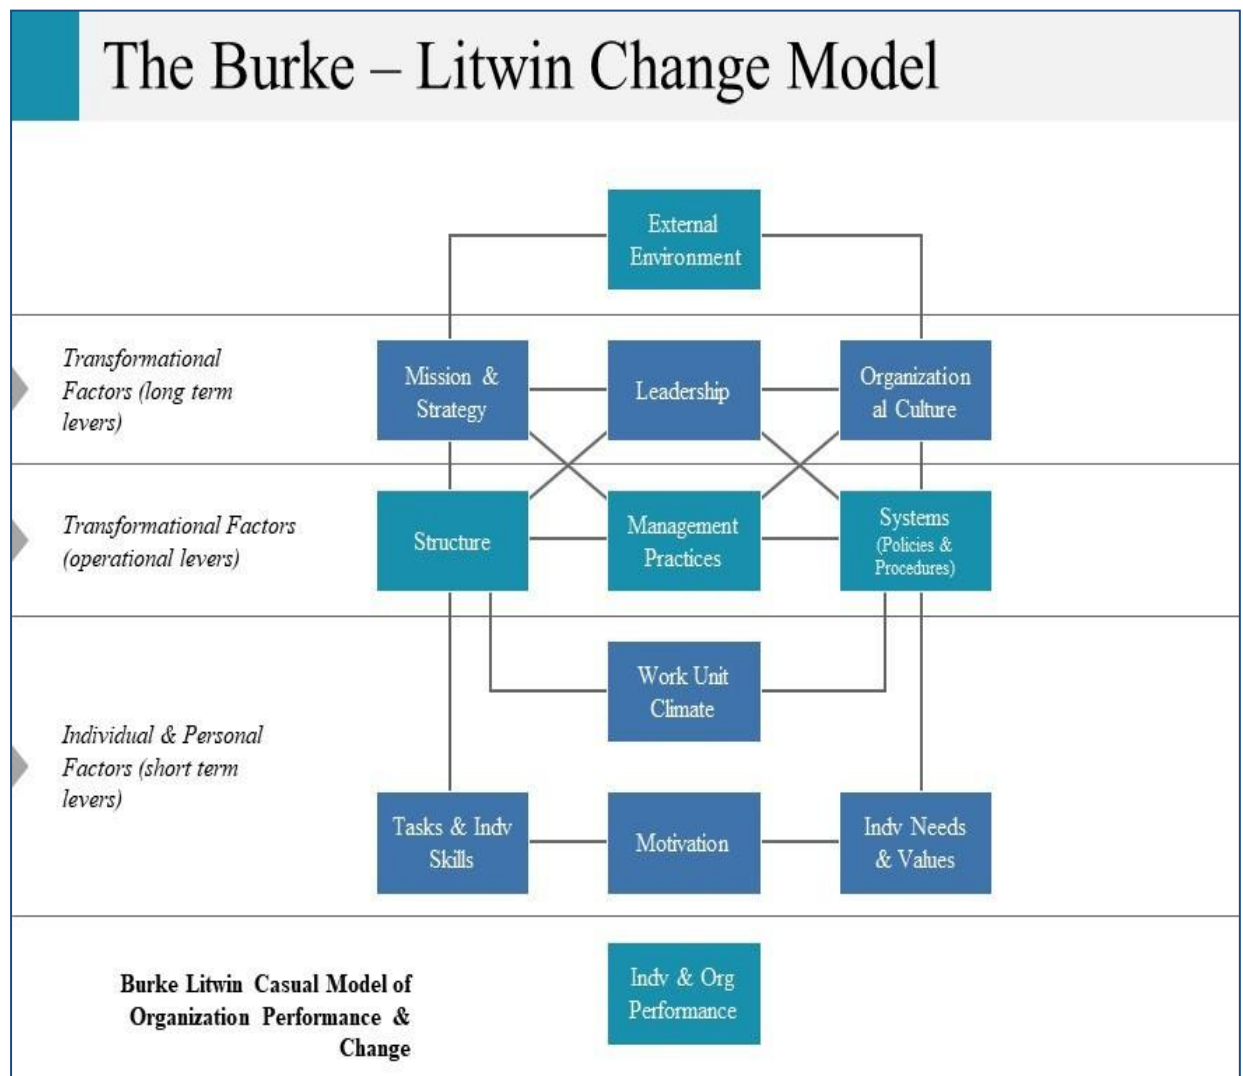 The Burke – Litwin Change Model
External
Environment
Transformational
Factors (long term
levers)
Mission &
Strategy
Leadership
Organization
al Culture
Transformational Factors
(operational levers)
Structure
Management
Practices
Systems
(Policies &
Procedures)
Work Unit
Climate
Individual & Personal
Factors (short term
levers)
Tasks & Indv
Skills
Motivation
Indv Needs
& Values
Burke Litwin Casual Model of
Organization Performance &
Change
Indv & Org
Performance